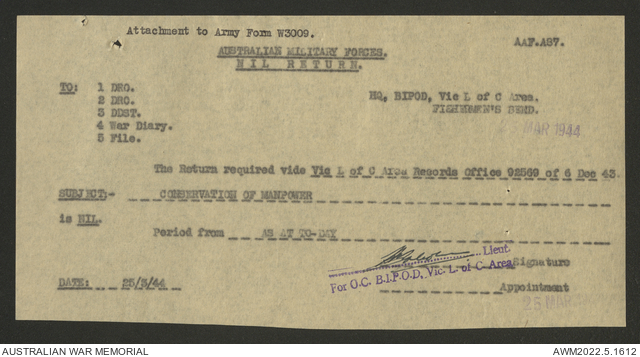 Attachment to Army Form W3009.
AAF.A87.
AUSTRALIAN MILITARY FORCES.
NIL RETURN.
TO: 1 DRO.
2 DRO.
3 DDST.
4 War Diary.
5 File.
HQ, BIPOD, Vic L of C Area.
FISHERMEN'S BEND.
MAR 1944
The Return required vide Vic L of C Area Records Office 92569 of 6 Dec 43.
SUBJECT:- CONSERVATION OF MANPOWER
is NIL.
Period from AS AT TO-DAY
Lieut
Signature
For O.C. B.I.P.O.D. Vic. L. of C. Area
Appointment
DATE: 25/3/44
25 MAR
AUSTRALIAN WAR MEMORIAL
AWM2022.5.1612